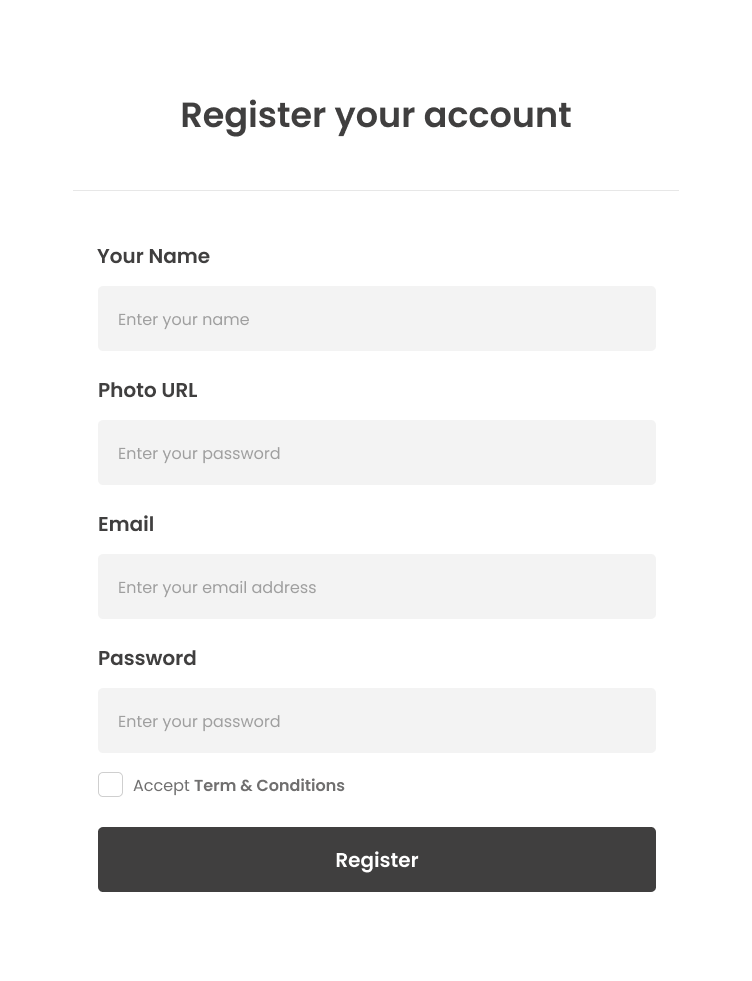 Register your account
Your Name
Enter your name
Photo URL
Enter your password
Email
Enter your email address
Password
Enter your password
Accept Term & Conditions
Register